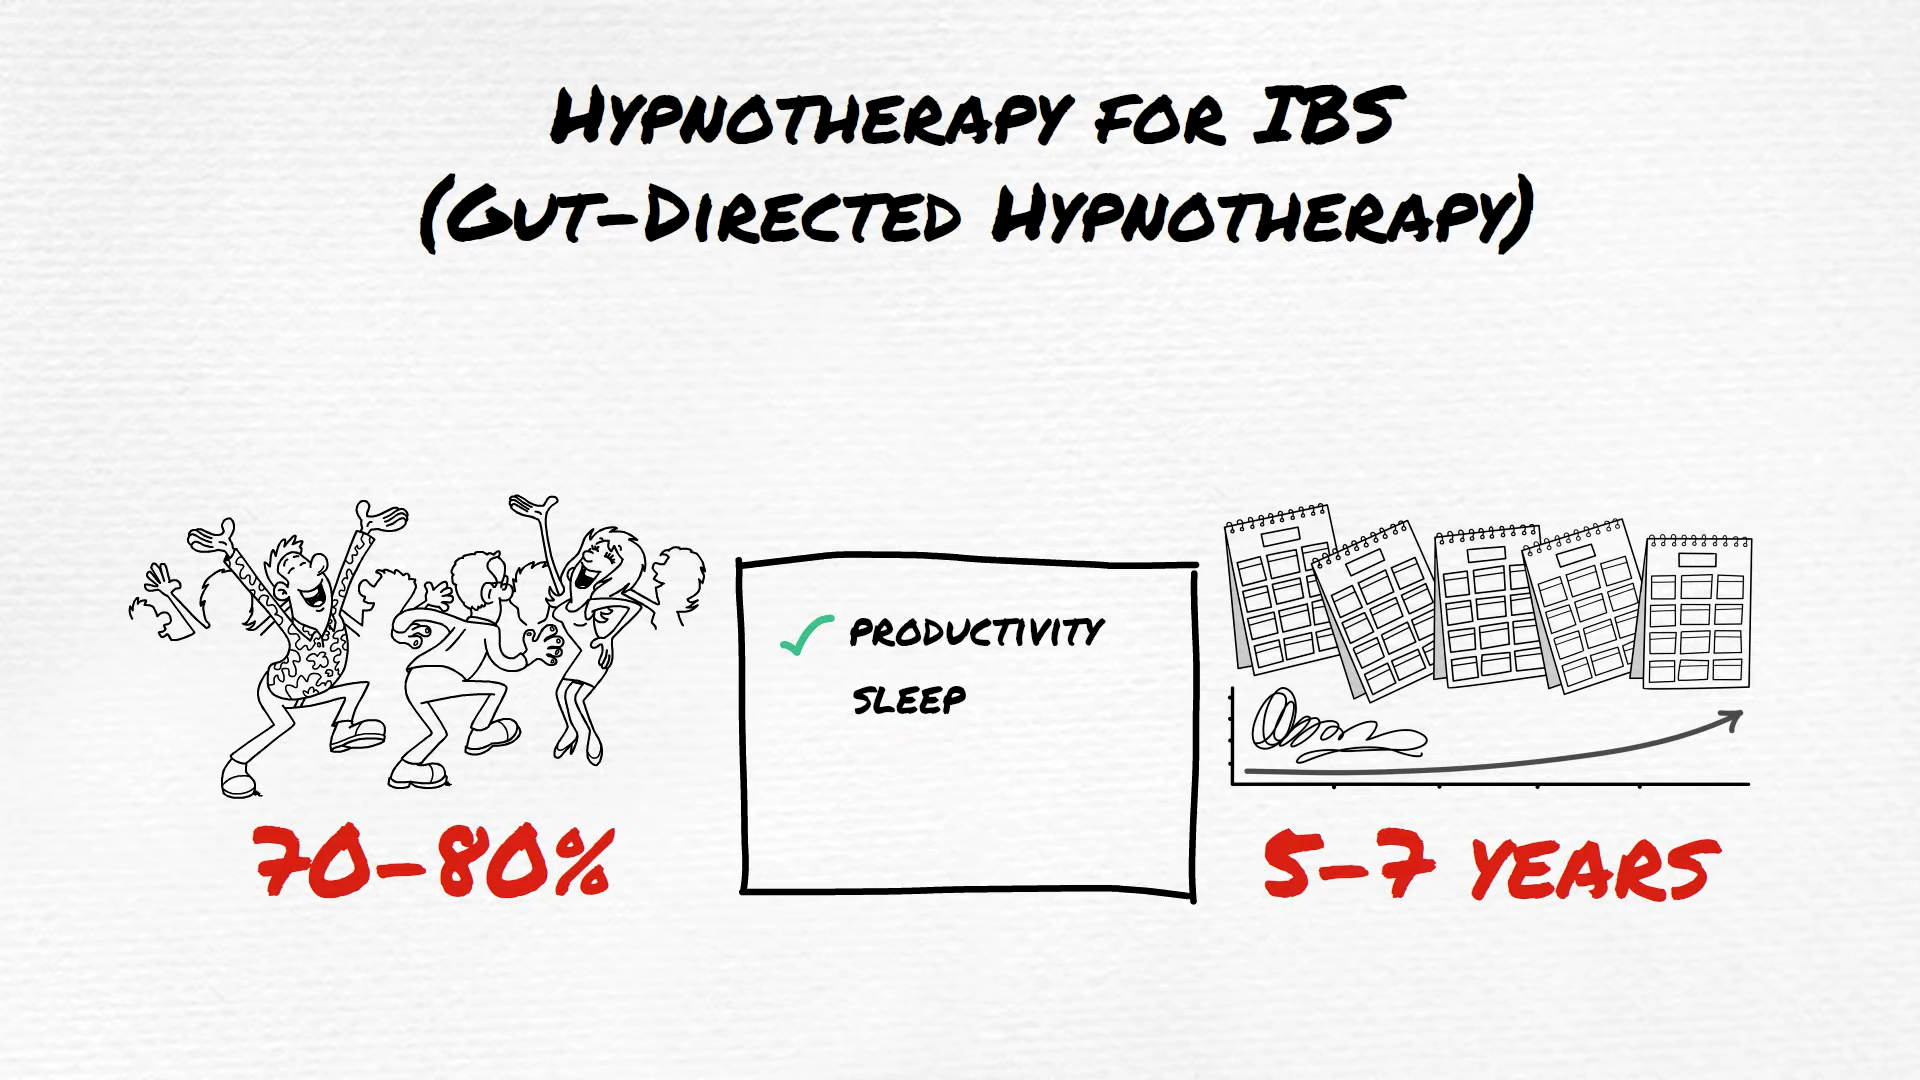 HYPNOTHERAPY FOR IBS
(GUT-DIRECTED HYPNOTHERAPY)
PRODUCTIVITY
SLEEP
70-80%
5-7 YEARS